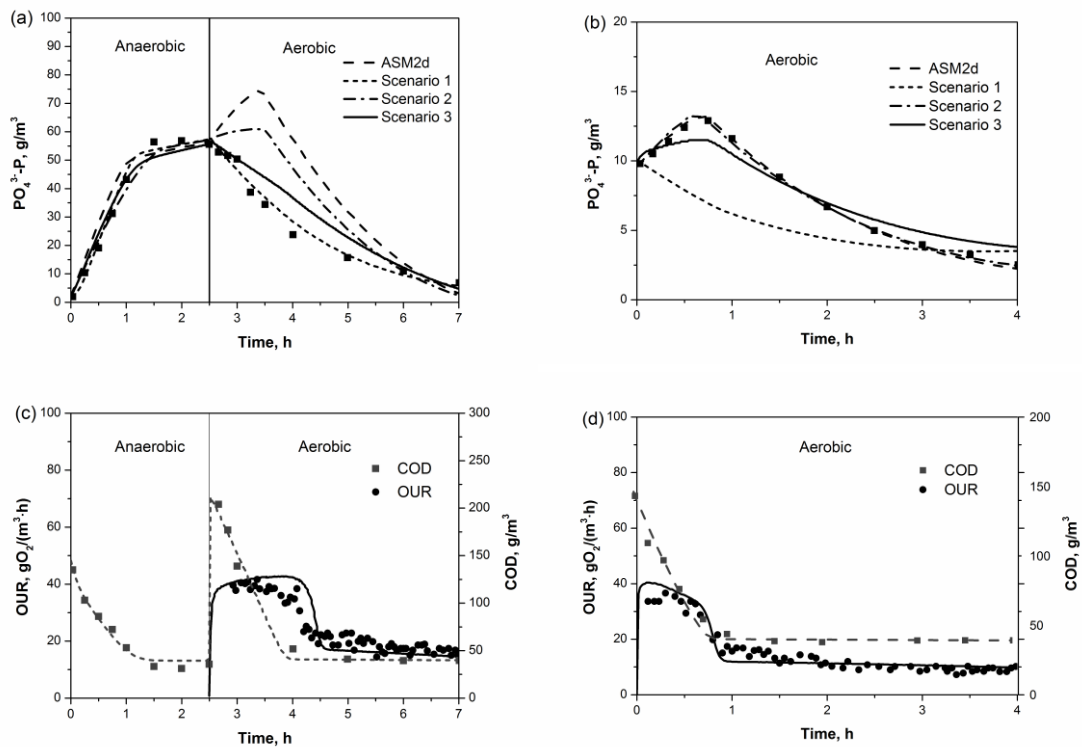 (a)
Anaerobic
Aerobic
ASM2d
Scenario 1
Scenario 2
Scenario 3
100
90
80
70
60
50
40
30
20
10
0
PO₄³⁻-P, g/m³
0 1 2 3 4 5 6 7
Time, h
(b)
Aerobic
ASM2d
Scenario 1
Scenario 2
Scenario 3
20
15
10
5
0
PO₄³⁻-P, g/m³
0 1 2 3 4
Time, h
(c)
Anaerobic
Aerobic
COD
OUR
100
80
60
40
20
0
OUR, gO₂/(m³·h)
300
250
200
150
100
50
0
COD, g/m³
0 1 2 3 4 5 6 7
Time, h
(d)
Aerobic
COD
OUR
100
80
60
40
20
0
OUR, gO₂/(m³·h)
200
150
100
50
0
COD, g/m³
0 1 2 3 4
Time, h